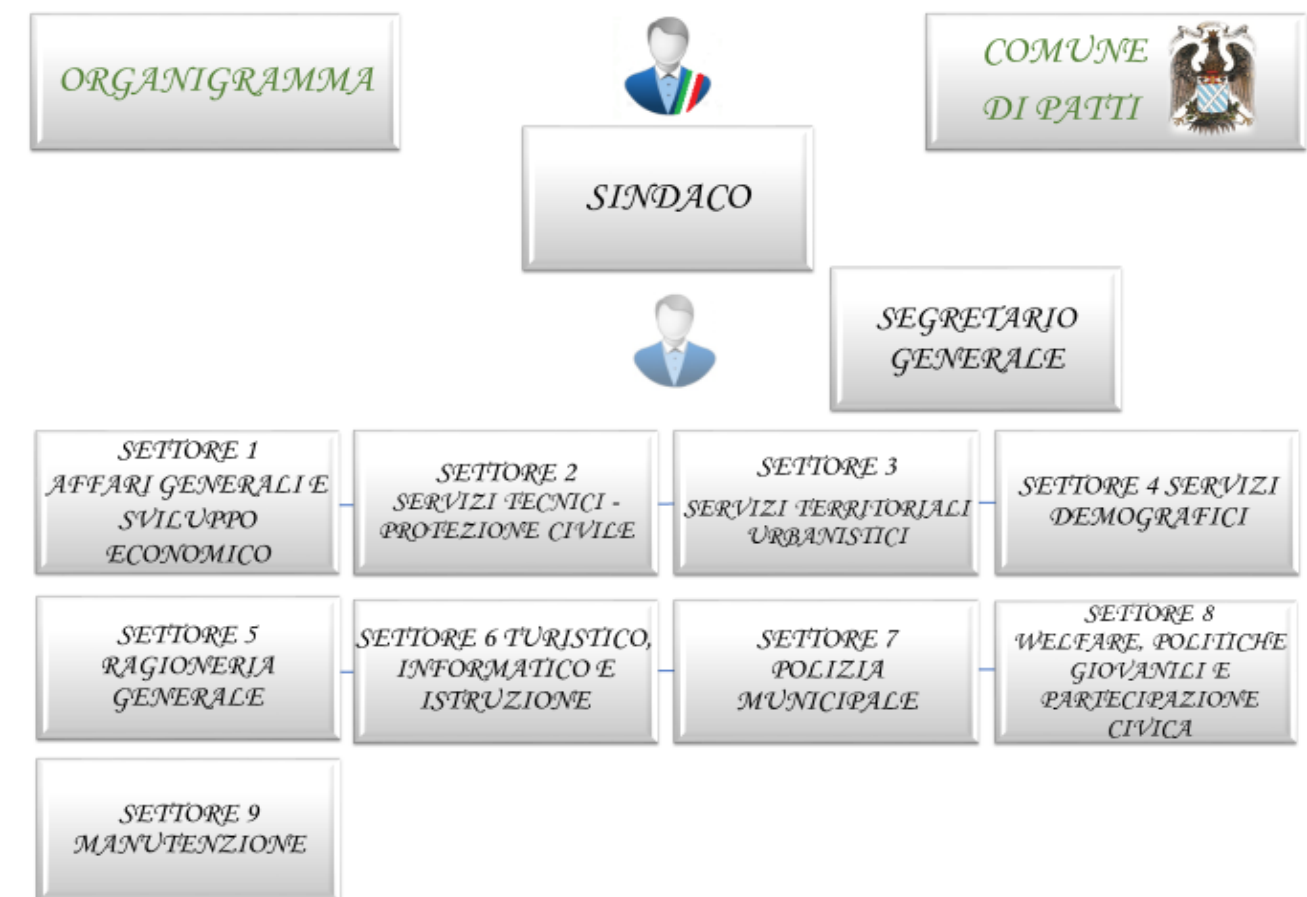 ORGANIGRAMMA
COMUNE
DI PATTI
SINDACO
SEGRETARIO
GENERALE
SETTORE 1
AFFARI GENERALI E
SVILUPPO
ECONOMICO
SETTORE 2
SERVIZI TECNICI -
PROTEZIONE CIVILE
SETTORE 3
SERVIZI TERRITORIALI
URBANISTICI
SETTORE 4 SERVIZI
DEMOGRAFICI
SETTORE 5
RAGIONERIA
GENERALE
SETTORE 6 TURISTICO,
INFORMATICO E
ISTRUZIONE
SETTORE 7
POLIZIA
MUNICIPALE
SETTORE 8
WELFARE, POLITICHE
GIOVANILI E
PARTECIPAZIONE
CIVICA
SETTORE 9
MANUTENZIONE